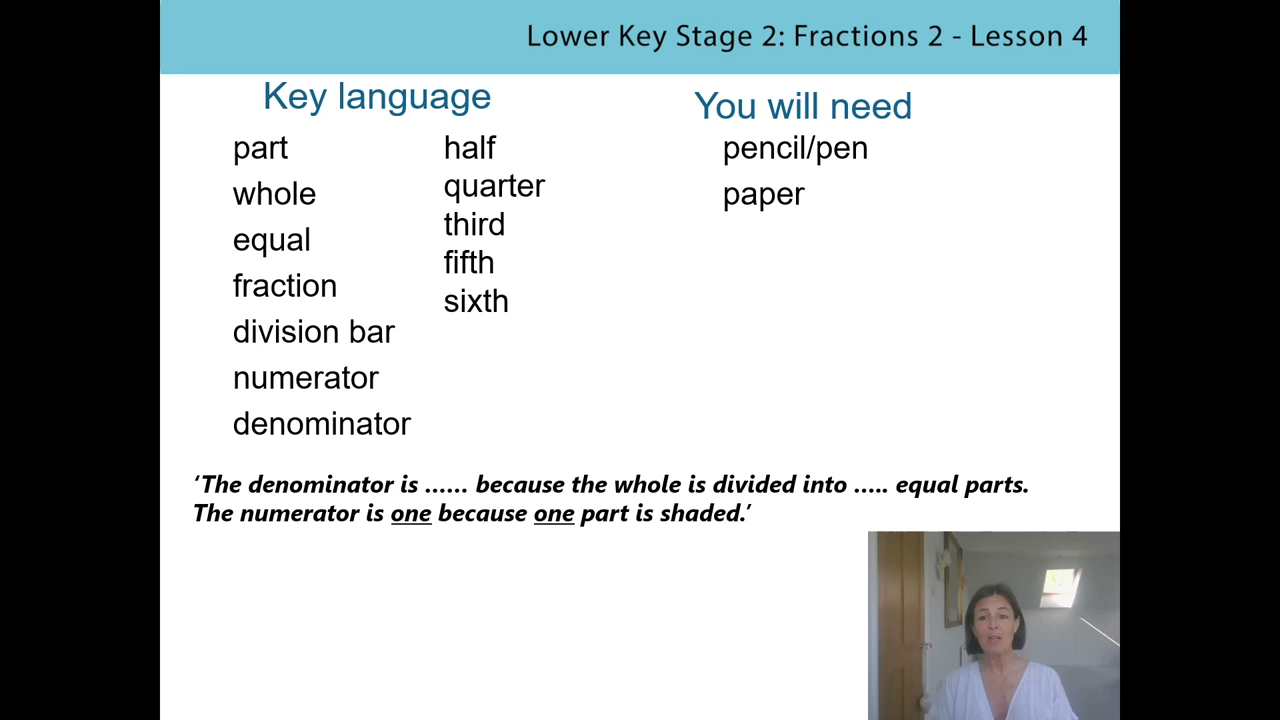 Lower Key Stage 2: Fractions 2 - Lesson 4
Key language
part
whole
equal
fraction
division bar
numerator
denominator
half
quarter
third
fifth
sixth
You will need
pencil/pen
paper
‘The denominator is …… because the whole is divided into ….. equal parts.
The numerator is one because one part is shaded.’